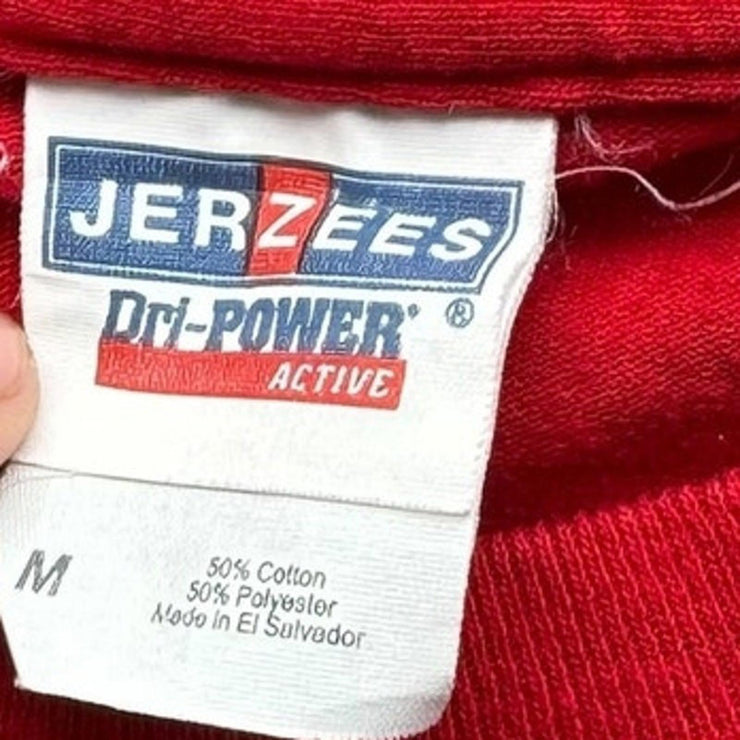 JERZEES
Dri-POWER ®
ACTIVE
M
50% Cotton
50% Polyester
Made in El Salvador